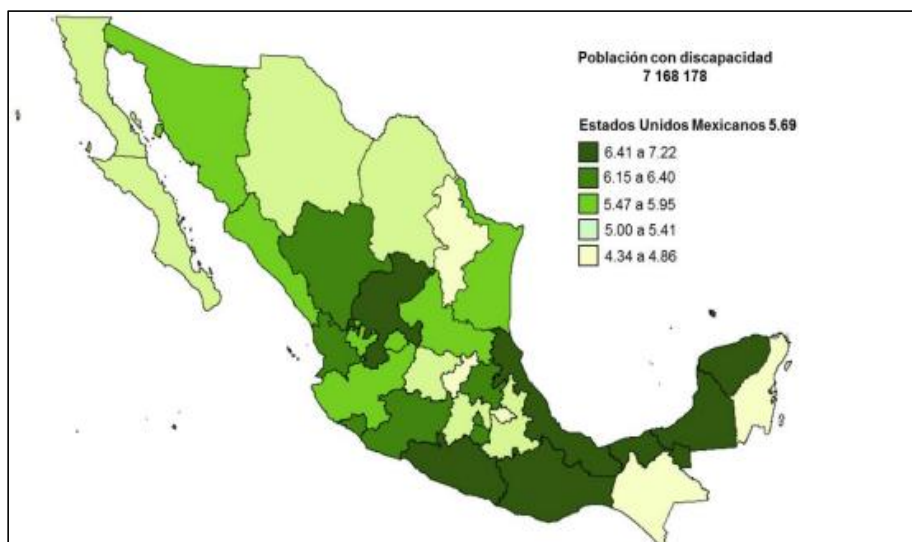 Población con discapacidad
7 168 178
Estados Unidos Mexicanos 5.69
6.41 a 7.22
6.15 a 6.40
5.47 a 5.95
5.00 a 5.41
4.34 a 4.86